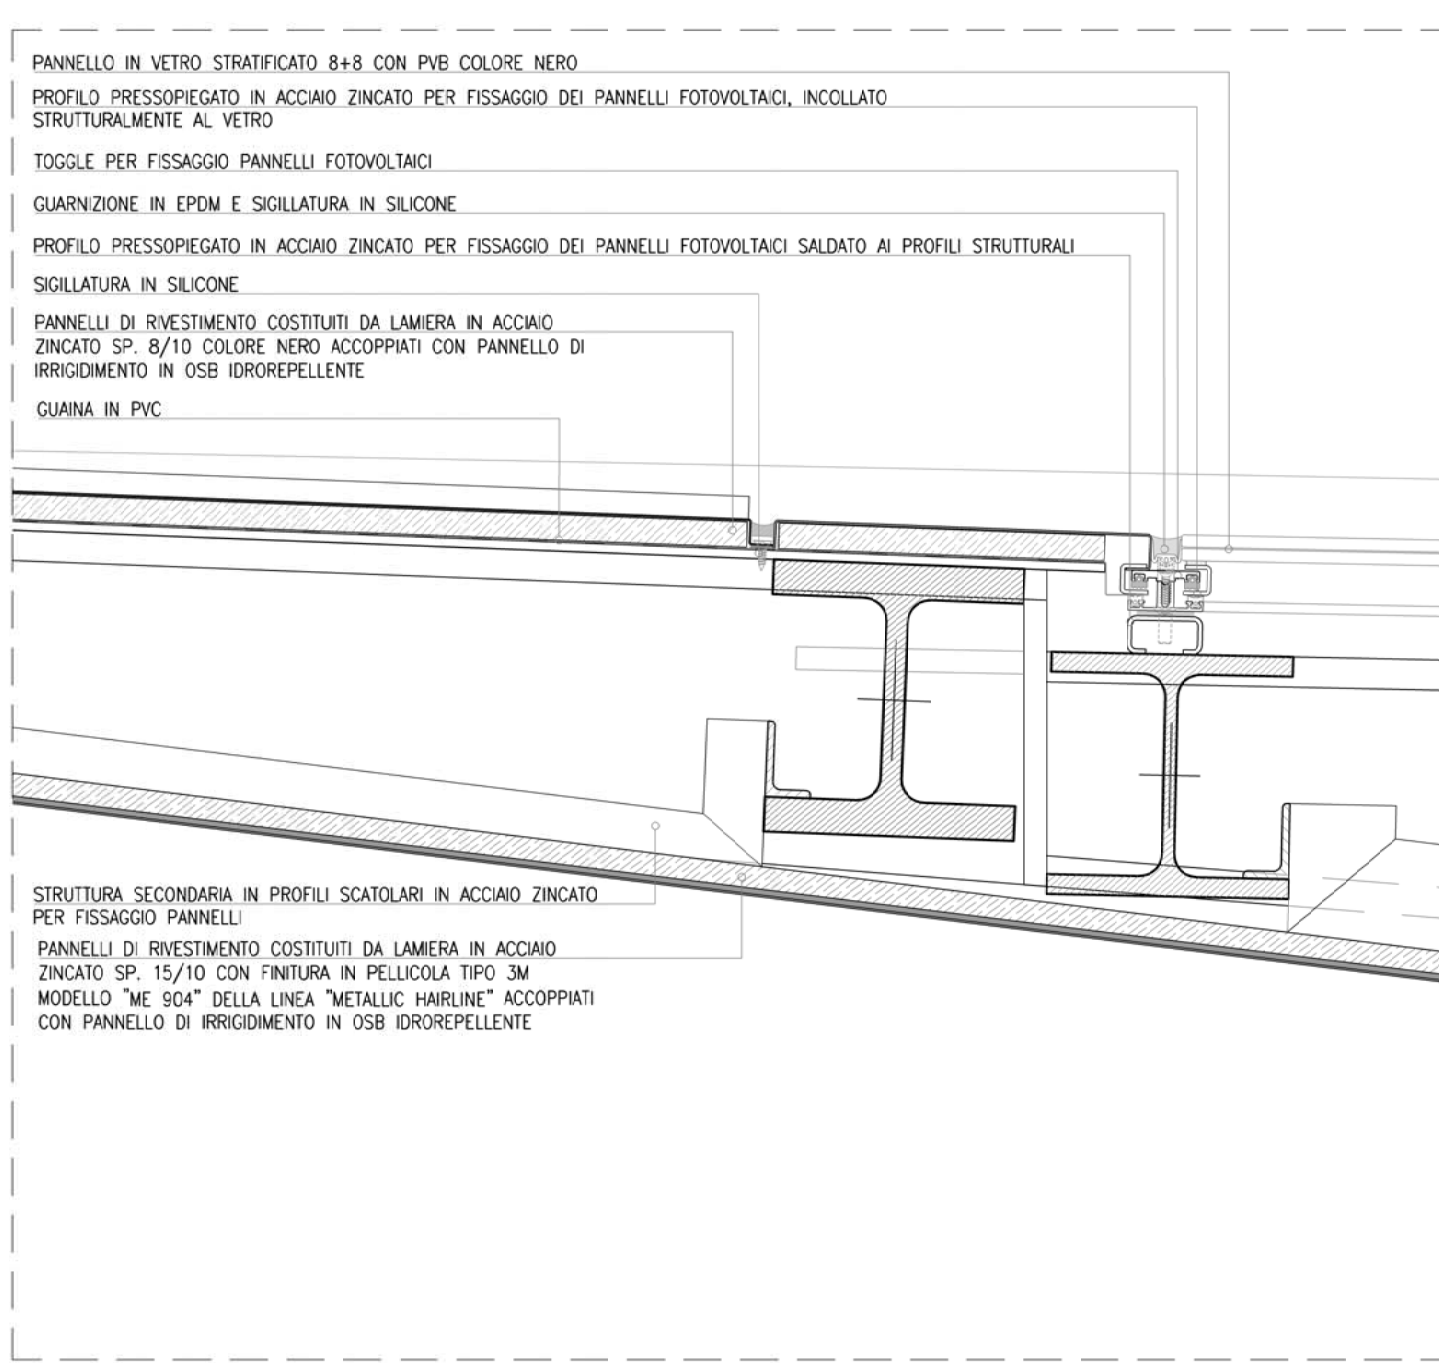 PANNELLO IN VETRO STRATIFICATO 8+8 CON PVB COLORE NERO
PROFILO PRESSOPIEGATO IN ACCIAIO ZINCATO PER FISSAGGIO DEI PANNELLI FOTOVOLTAICI, INCOLLATO
STRUTTURALMENTE AL VETRO
TOGGLE PER FISSAGGIO PANNELLI FOTOVOLTAICI
GUARNIZIONE IN EPDM E SIGILLATURA IN SILICONE
PROFILO PRESSOPIEGATO IN ACCIAIO ZINCATO PER FISSAGGIO DEI PANNELLI FOTOVOLTAICI SALDATO AI PROFILI STRUTTURALI
SIGILLATURA IN SILICONE
PANNELLI DI RIVESTIMENTO COSTITUITI DA LAMIERA IN ACCIAIO
ZINCATO SP. 8/10 COLORE NERO ACCOPPIATI CON PANNELLO DI
IRRIGIDIMENTO IN OSB IDROREPELLENTE
GUAINA IN PVC
STRUTTURA SECONDARIA IN PROFILI SCATOLARI IN ACCIAIO ZINCATO
PER FISSAGGIO PANNELLI
PANNELLI DI RIVESTIMENTO COSTITUITI DA LAMIERA IN ACCIAIO
ZINCATO SP. 15/10 CON FINITURA IN PELLICOLA TIPO 3M
MODELLO "ME 904" DELLA LINEA "METALLIC HAIRLINE" ACCOPPIATI
CON PANNELLO DI IRRIGIDIMENTO IN OSB IDROREPELLENTE